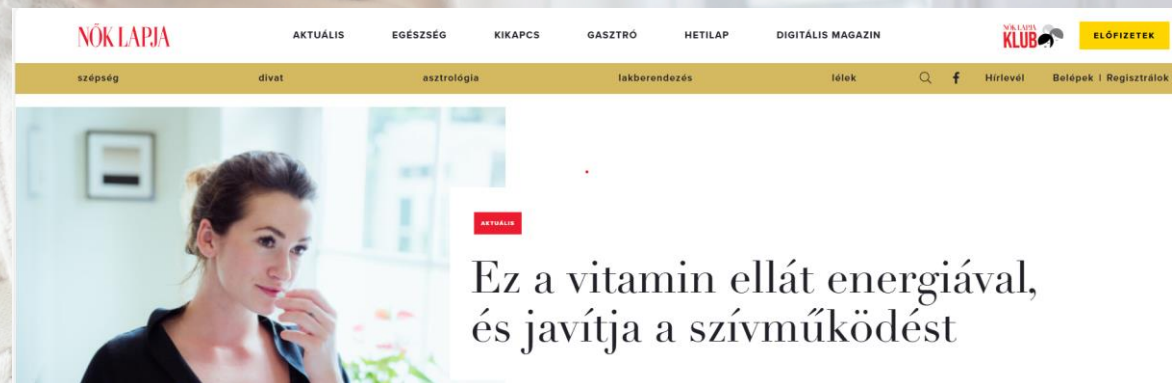 NŐK LAPJA
AKTUÁLIS EGÉSZSÉG KIKAPCS GASZTRÓ HETILAP DIGITÁLIS MAGAZIN
NŐK LAPJA
KLUB
ELŐFIZETEK
szépség divat asztrológia lakberendezés lélek Hírlevél Belépek | Regisztrálok
AKTUÁLIS
Ez a vitamin ellát energiával,
és javítja a szívműködést